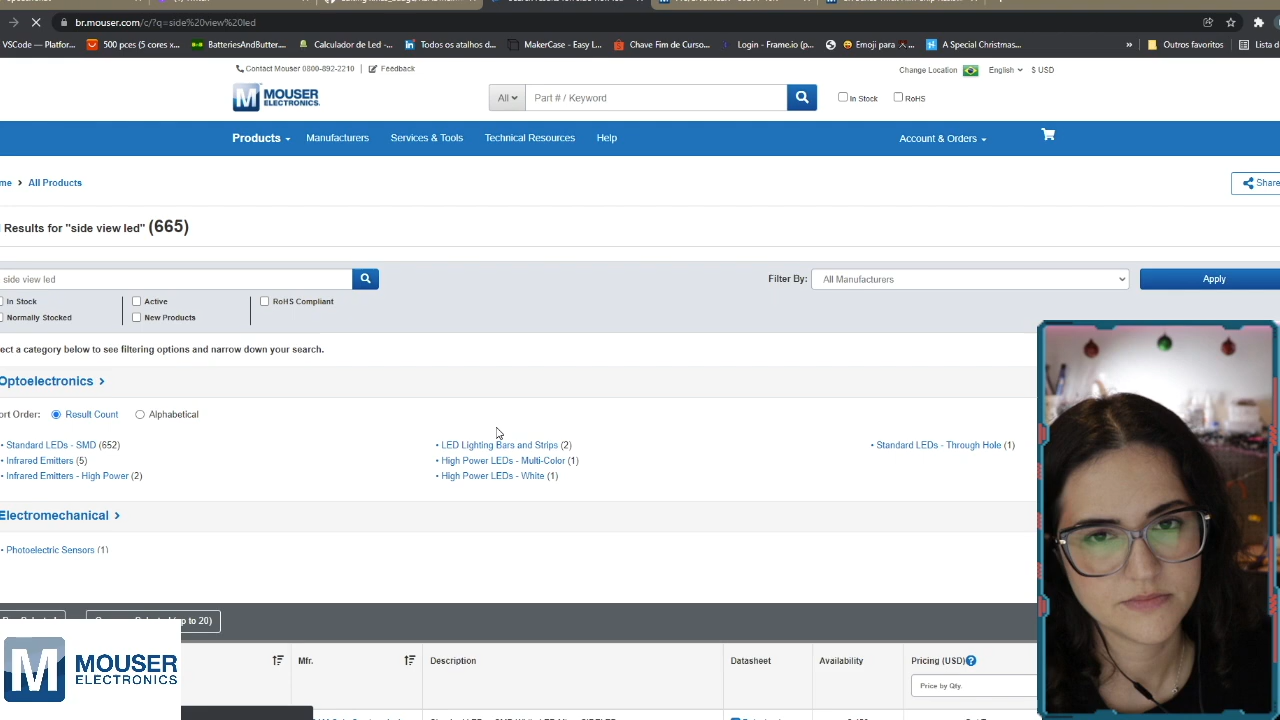 br.mouser.com/c/?q=side%20view%20led
VSCode — Platfor... 500 pces (5 cores x... BatteriesAndButter.... Calculador de Led -... Todos os atalhos d... MakerCase - Easy L... Chave Fim de Curso... Login - Frame.io (p... Emoji para A Special Christmas... » Outros favoritos Lista d
Contact Mouser 0800-892-2210 | Feedback Change Location English $ USD
M MOUSER ELECTRONICS All Part # / Keyword In Stock RoHS
Products Manufacturers Services & Tools Technical Resources Help Account & Orders
me > All Products Share
Results for "side view led" (665)
side view led Filter By: All Manufacturers Apply
In Stock Active RoHS Compliant
Normally Stocked New Products
ect a category below to see filtering options and narrow down your search.
Optoelectronics >
ort Order: Result Count Alphabetical
• Standard LEDs - SMD (652) • LED Lighting Bars and Strips (2) • Standard LEDs - Through Hole (1)
• Infrared Emitters (5) • High Power LEDs - Multi-Color (1)
• Infrared Emitters - High Power (2) • High Power LEDs - White (1)
Electromechanical >
• Photoelectric Sensors (1)
p to 20)
Mfr. Description Datasheet Availability Pricing (USD)
Price by Qty.
M MOUSER
ELECTRONICS